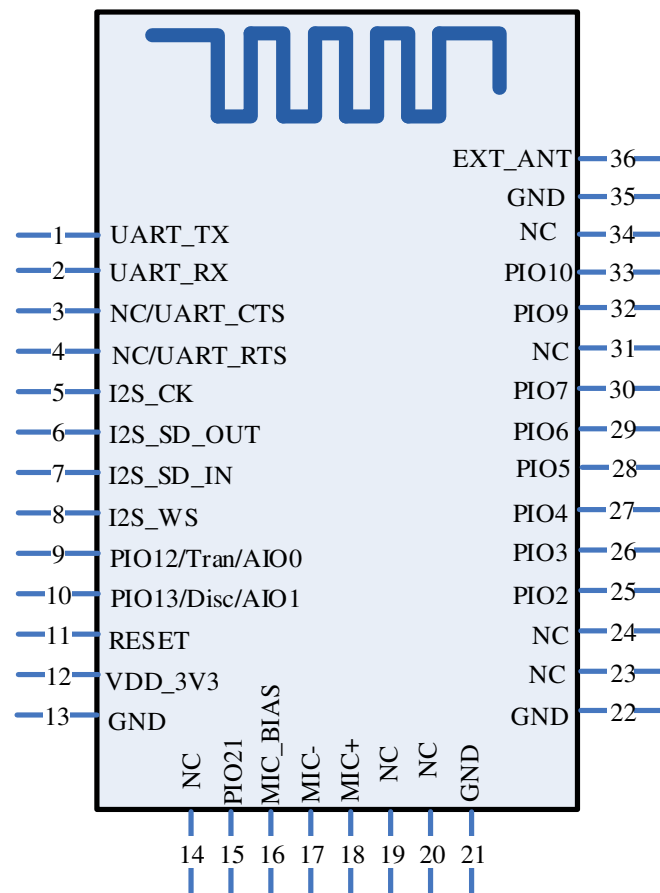 EXT_ANT 36
GND 35
NC 34
PIO10 33
PIO9 32
NC 31
PIO7 30
PIO6 29
PIO5 28
PIO4 27
PIO3 26
PIO2 25
NC 24
NC 23
GND 22
1 UART_TX
2 UART_RX
3 NC/UART_CTS
4 NC/UART_RTS
5 I2S_CK
6 I2S_SD_OUT
7 I2S_SD_IN
8 I2S_WS
9 PIO12/Tran/AIO0
10 PIO13/Disc/AIO1
11 RESET
12 VDD_3V3
13 GND
NC
PIO21
MIC_BIAS
MIC-
MIC+
NC
NC
GND
14 15 16 17 18 19 20 21